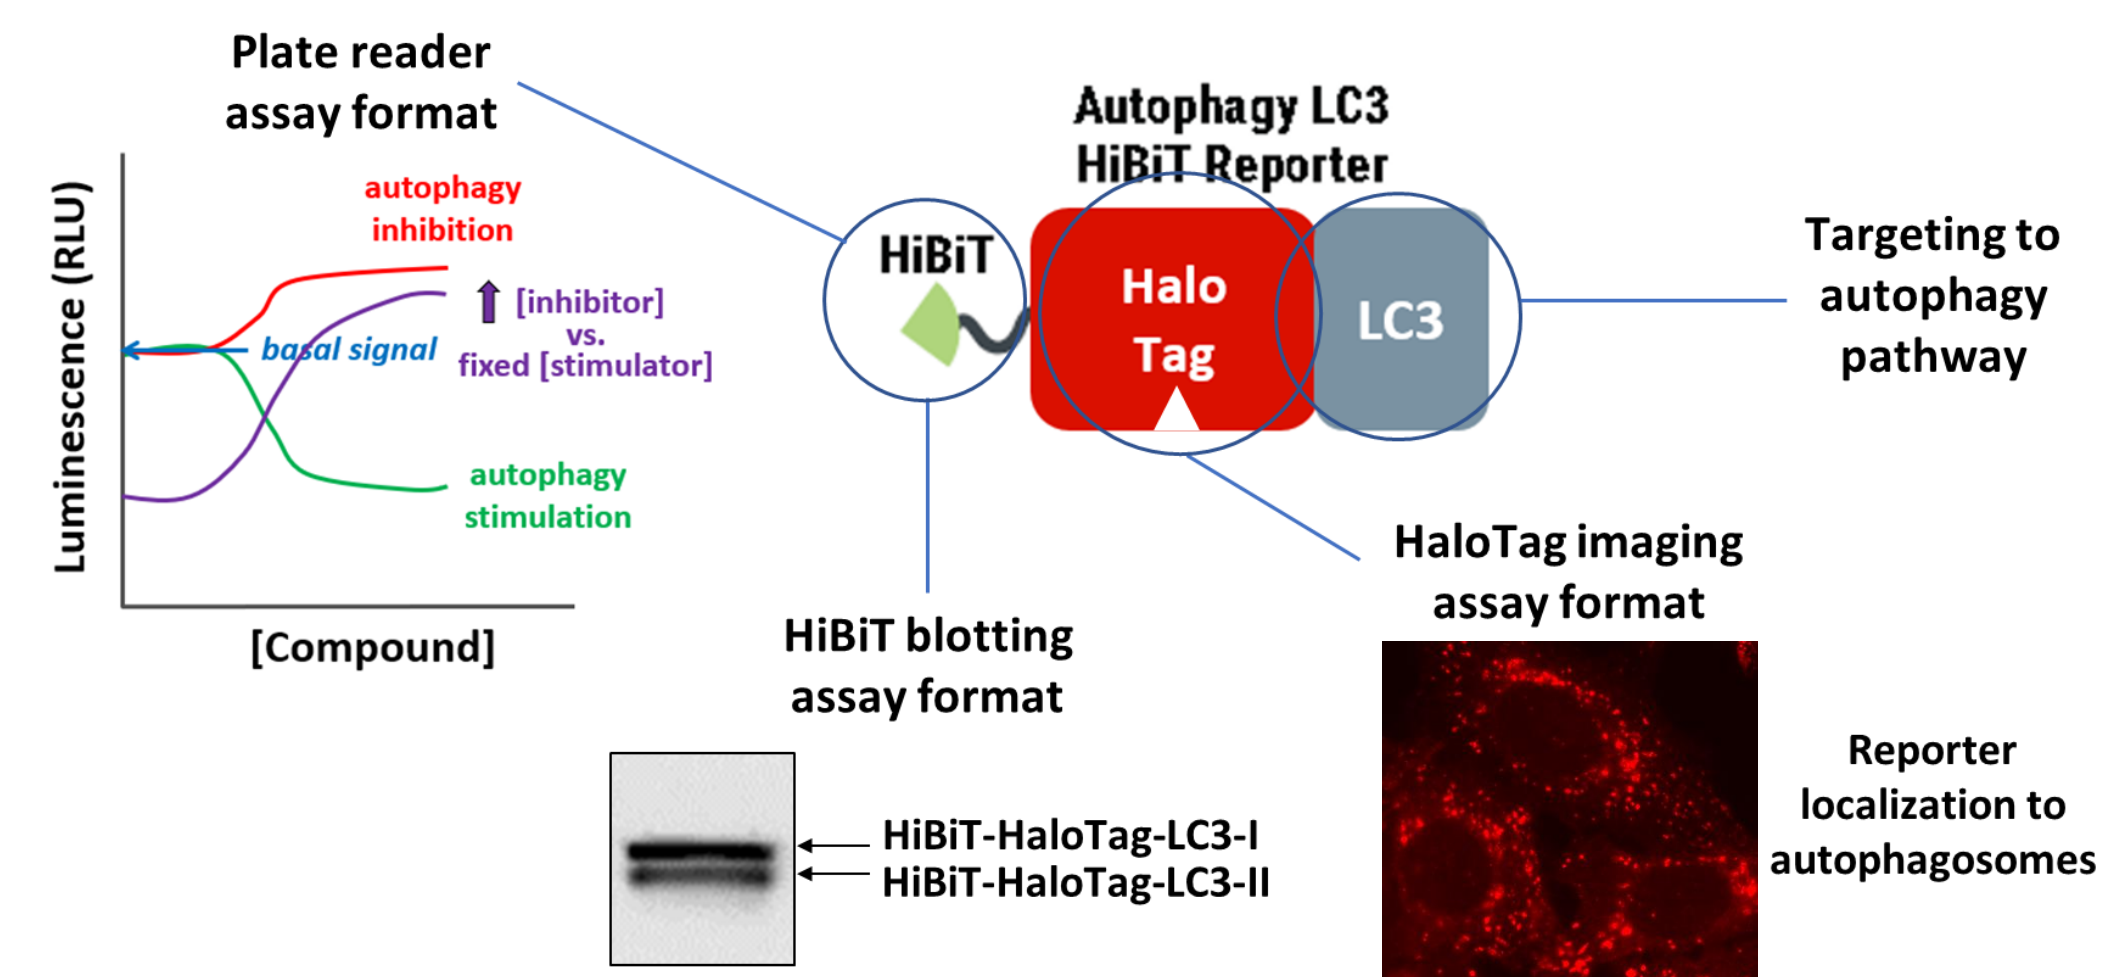 Plate reader
assay format
Luminescence (RLU)
autophagy
inhibition
[inhibitor]
vs.
fixed [stimulator]
basal signal
autophagy
stimulation
[Compound]
Autophagy LC3
HiBiT Reporter
HiBiT
Halo
Tag
LC3
Targeting to
autophagy
pathway
HiBiT blotting
assay format
HiBiT-HaloTag-LC3-I
HiBiT-HaloTag-LC3-II
HaloTag imaging
assay format
Reporter
localization to
autophagosomes